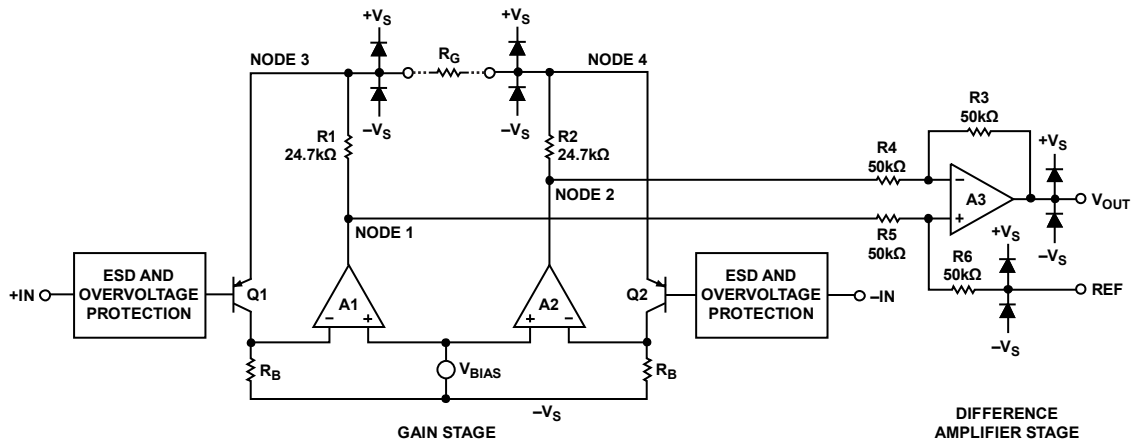 +VS
+VS
NODE 3
RG
NODE 4
−VS
−VS
R1
24.7kΩ
R2
24.7kΩ
R3
50kΩ
R4
50kΩ
+VS
−
A3
+
VOUT
NODE 2
NODE 1
R5
50kΩ
−VS
+VS
R6
50kΩ
REF
−VS
+IN
ESD AND
OVERVOLTAGE
PROTECTION
Q1
A1
− +
A2
+ −
Q2
ESD AND
OVERVOLTAGE
PROTECTION
−IN
RB
VBIAS
RB
−VS
GAIN STAGE
DIFFERENCE
AMPLIFIER STAGE